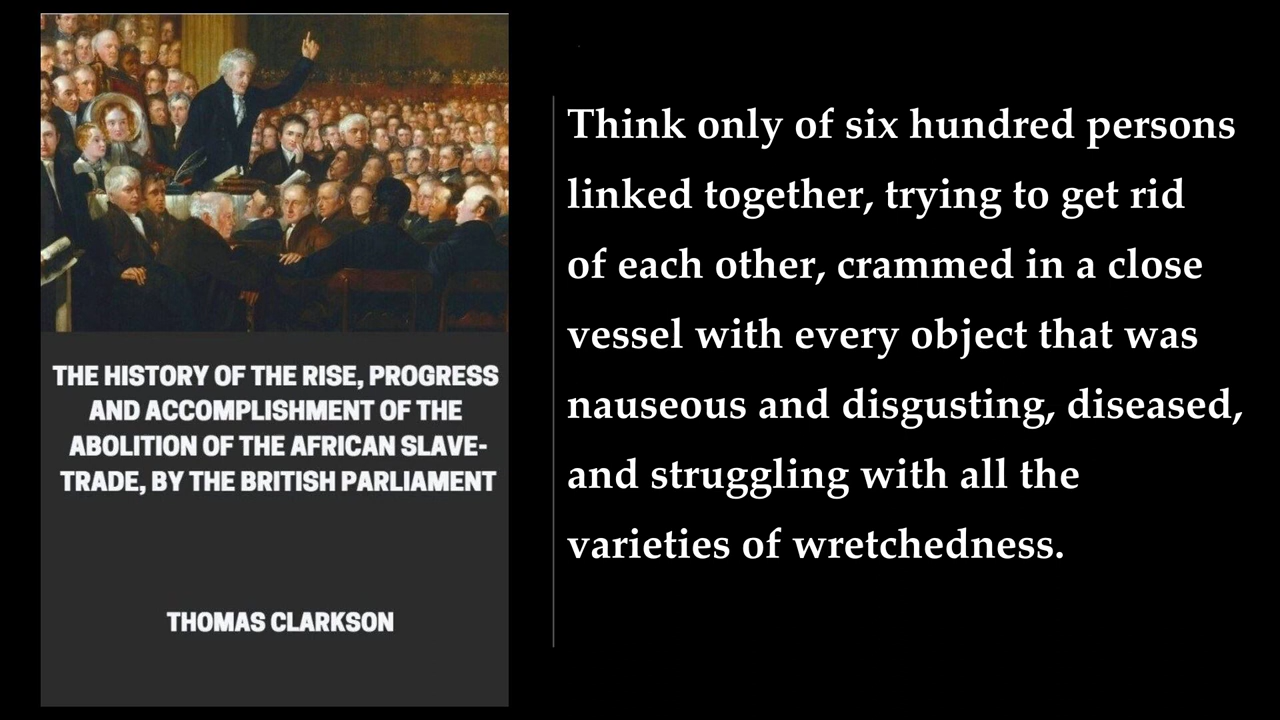 THE HISTORY OF THE RISE, PROGRESS
AND ACCOMPLISHMENT OF THE
ABOLITION OF THE AFRICAN SLAVE-
TRADE, BY THE BRITISH PARLIAMENT
THOMAS CLARKSON
Think only of six hundred persons
linked together, trying to get rid
of each other, crammed in a close
vessel with every object that was
nauseous and disgusting, diseased,
and struggling with all the
varieties of wretchedness.